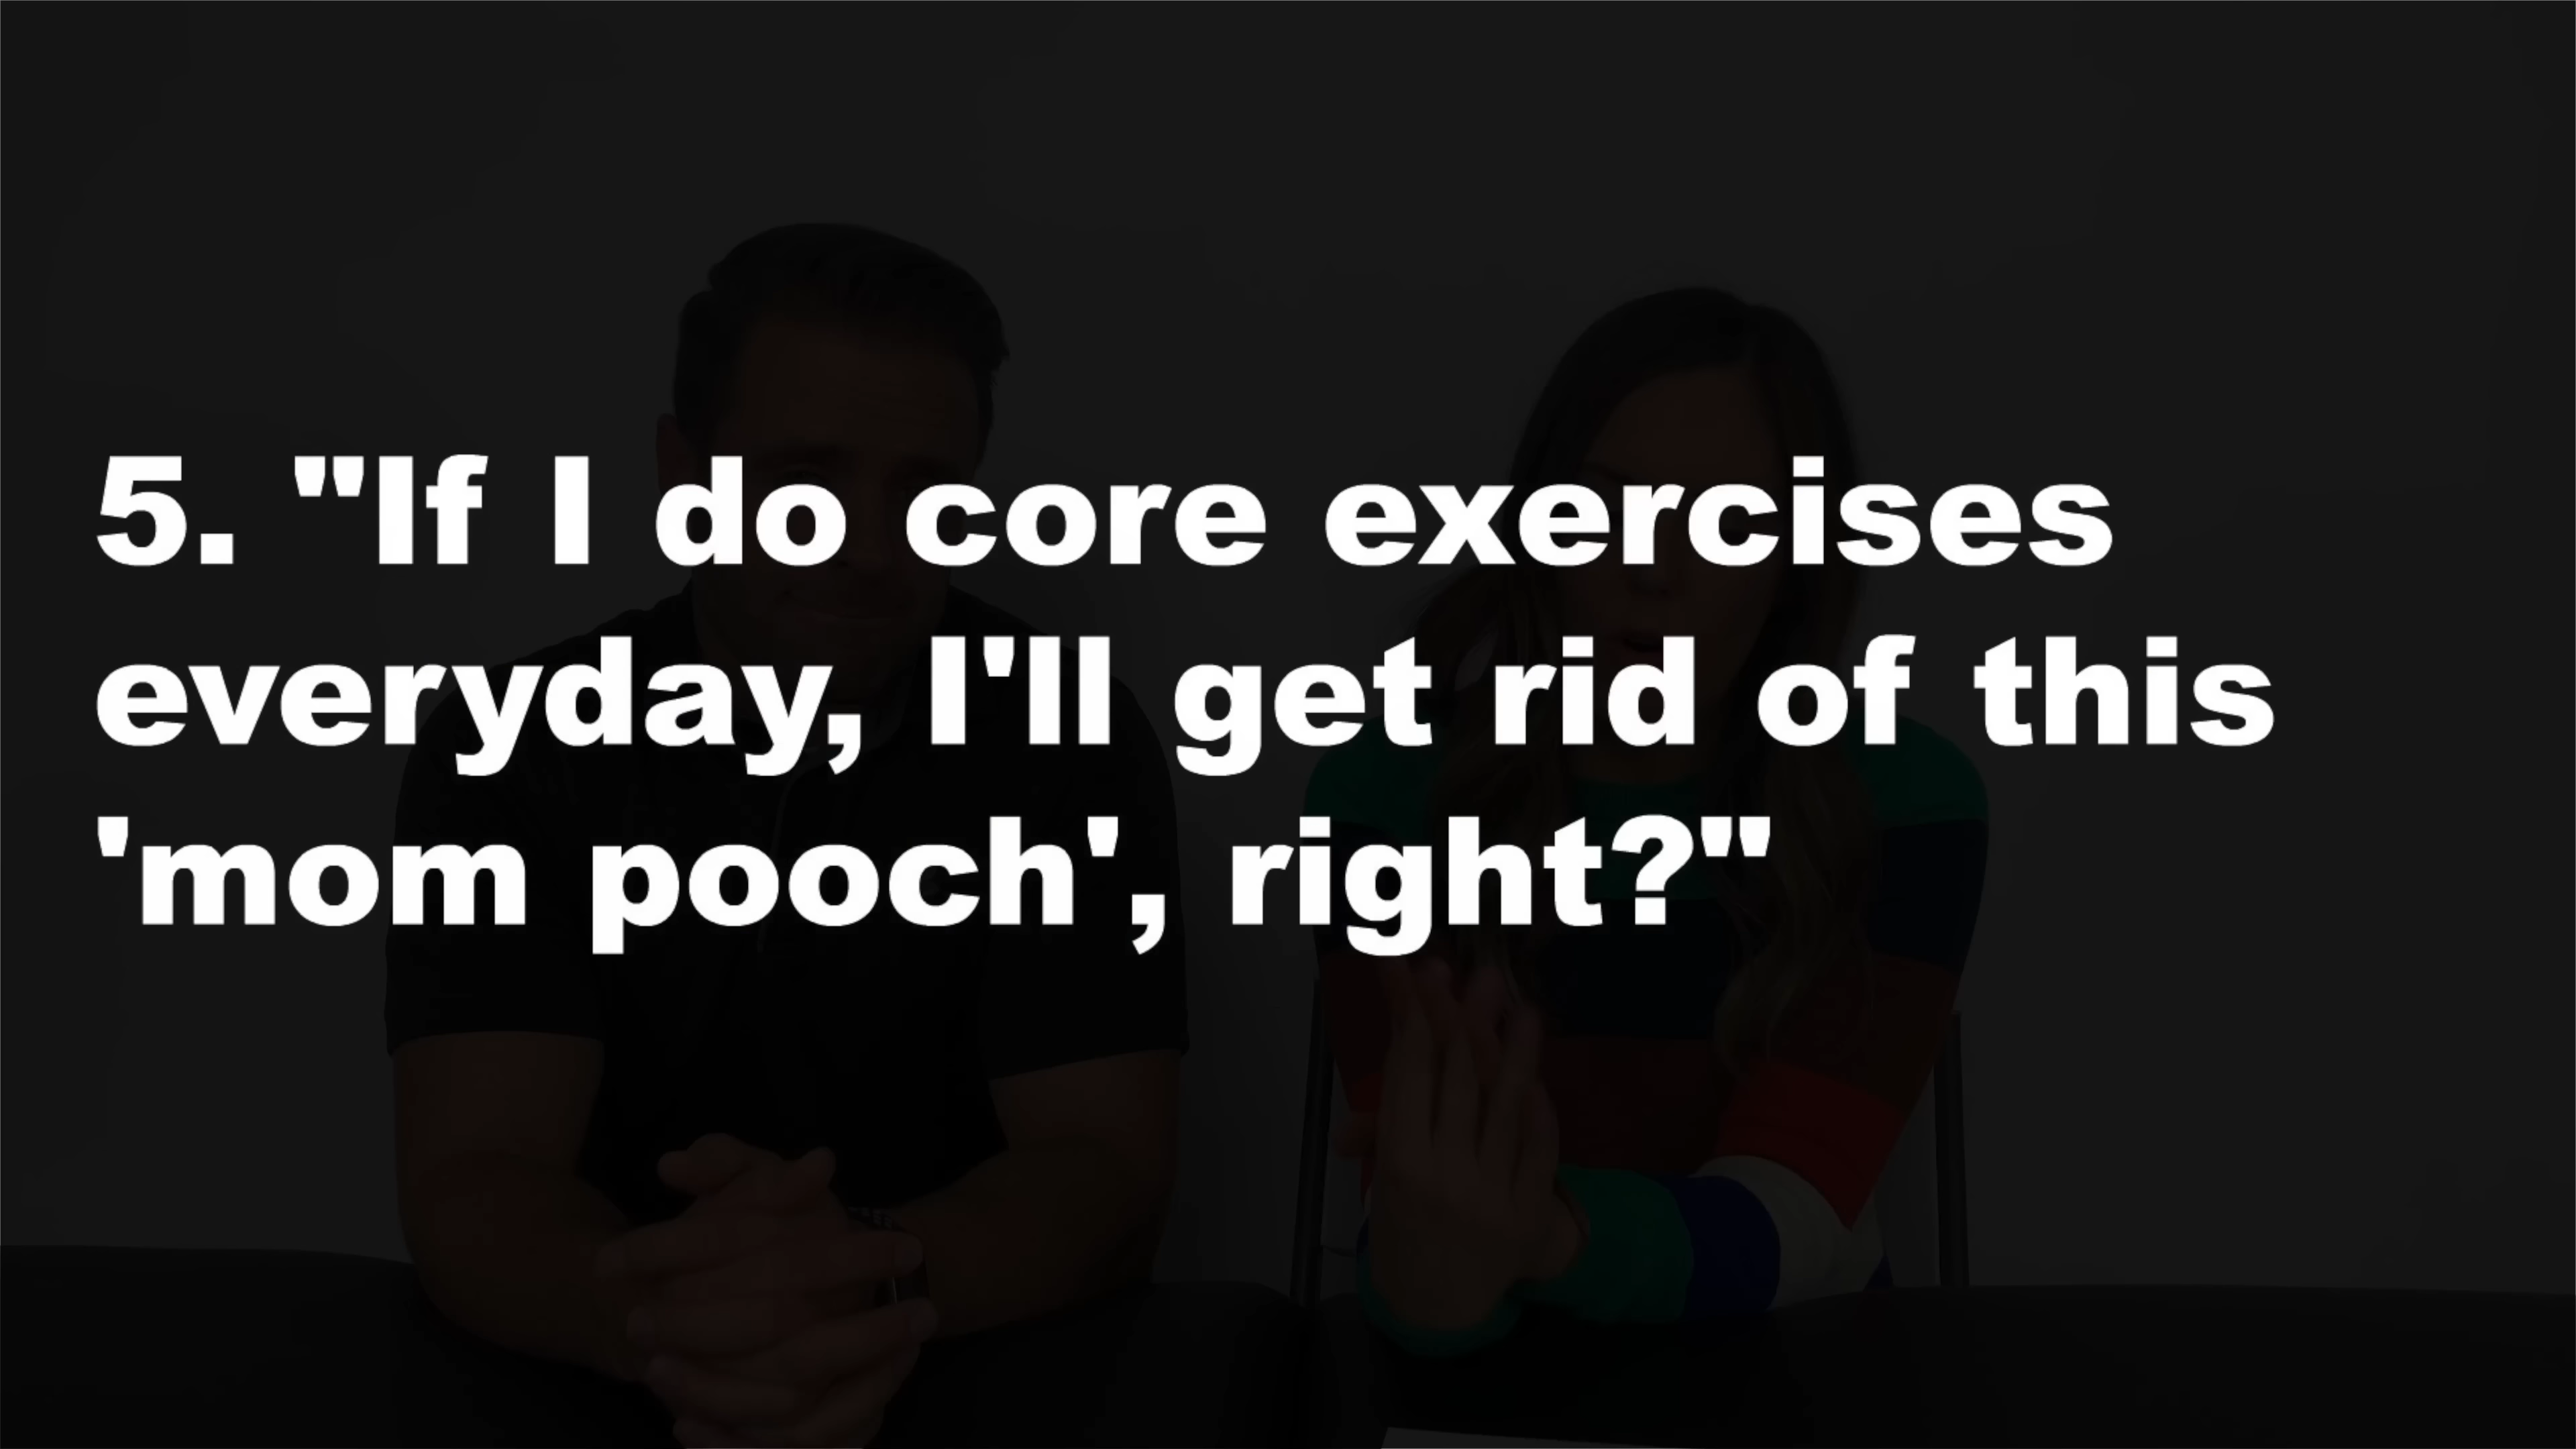 5. "If I do core exercises
everyday, I'll get rid of this
'mom pooch', right?"